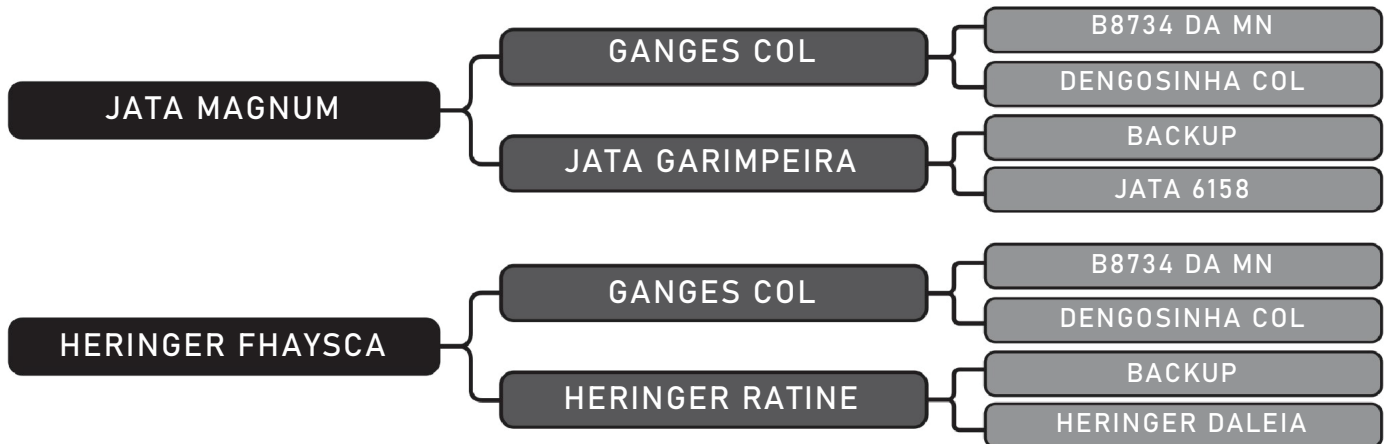 JATA MAGNUM
GANGES COL
B8734 DA MN
DENGOSINHA COL
JATA GARIMPEIRA
BACKUP
JATA 6158
HERINGER FHAYSCA
GANGES COL
B8734 DA MN
DENGOSINHA COL
HERINGER RATINE
BACKUP
HERINGER DALEIA